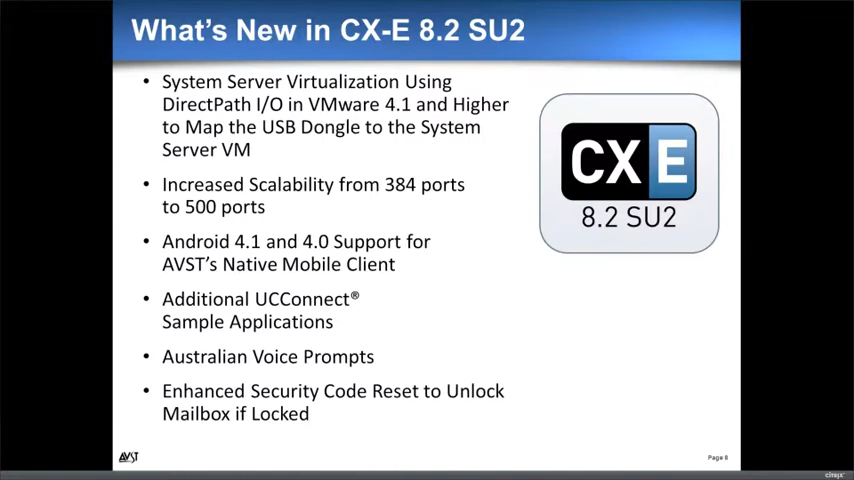 What's New in CX-E 8.2 SU2
• System Server Virtualization Using
DirectPath I/O in VMware 4.1 and Higher
to Map the USB Dongle to the System
Server VM
• Increased Scalability from 384 ports
to 500 ports
• Android 4.1 and 4.0 Support for
AVST's Native Mobile Client
• Additional UCConnect®
Sample Applications
• Australian Voice Prompts
• Enhanced Security Code Reset to Unlock
Mailbox if Locked
CX E
8.2 SU2
AVST
Page 8
citrix